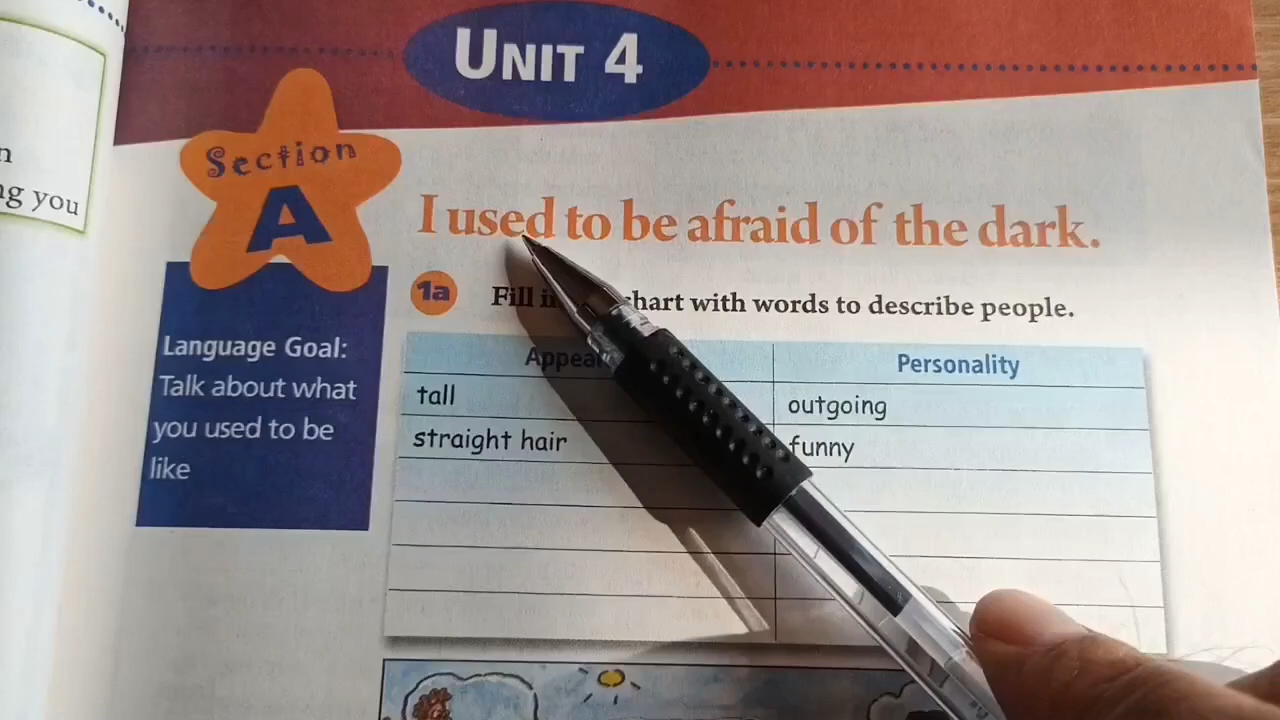 UNIT 4
Section
A
I used to be afraid of the dark.
1a Fill in chart with words to describe people.
Language Goal:
Talk about what
you used to be
like
Personality
tall
outgoing
straight hair
funny
you